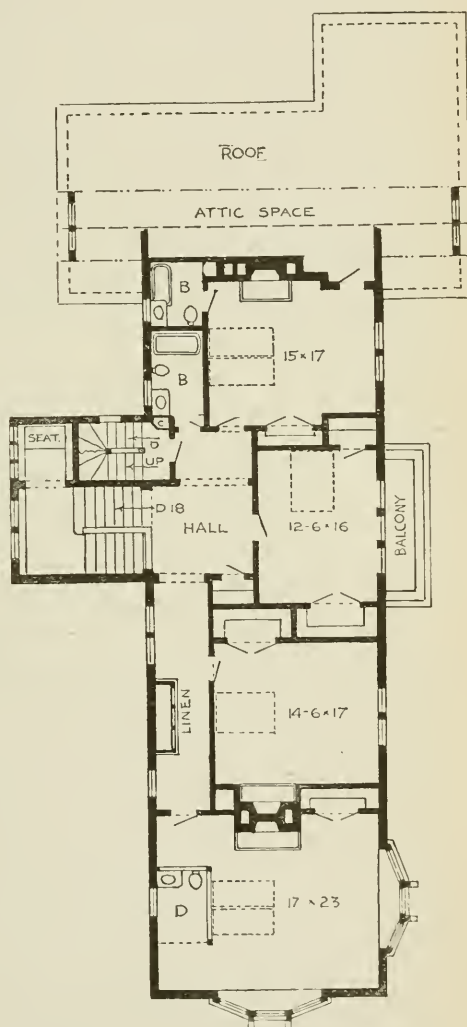 ROOF
ATTIC SPACE
B
15 × 17
B
C
SEAT.
D
UP
D 18
HALL
12-6 × 16
BALCONY
LINEN
14-6 × 17
D
17 × 23